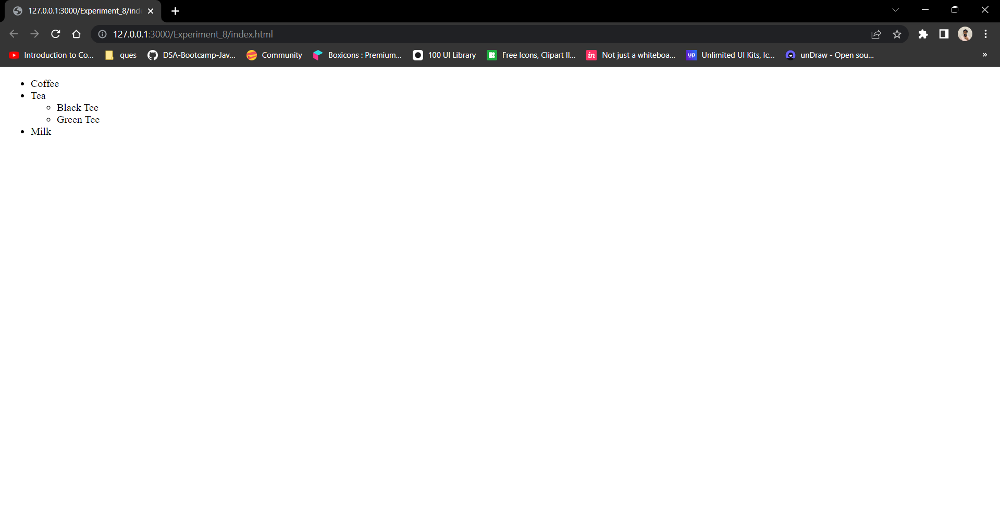 127.0.0.1:3000/Experiment_8/ind
127.0.0.1:3000/Experiment_8/index.html
Introduction to Co... ques DSA-Bootcamp-Jav... Community Boxicons : Premium... 100 UI Library Free Icons, Clipart Il... in Not just a whiteboa... UP Unlimited UI Kits, Ic... unDraw - Open sou... »
Coffee
Tea
Black Tee
Green Tee
Milk